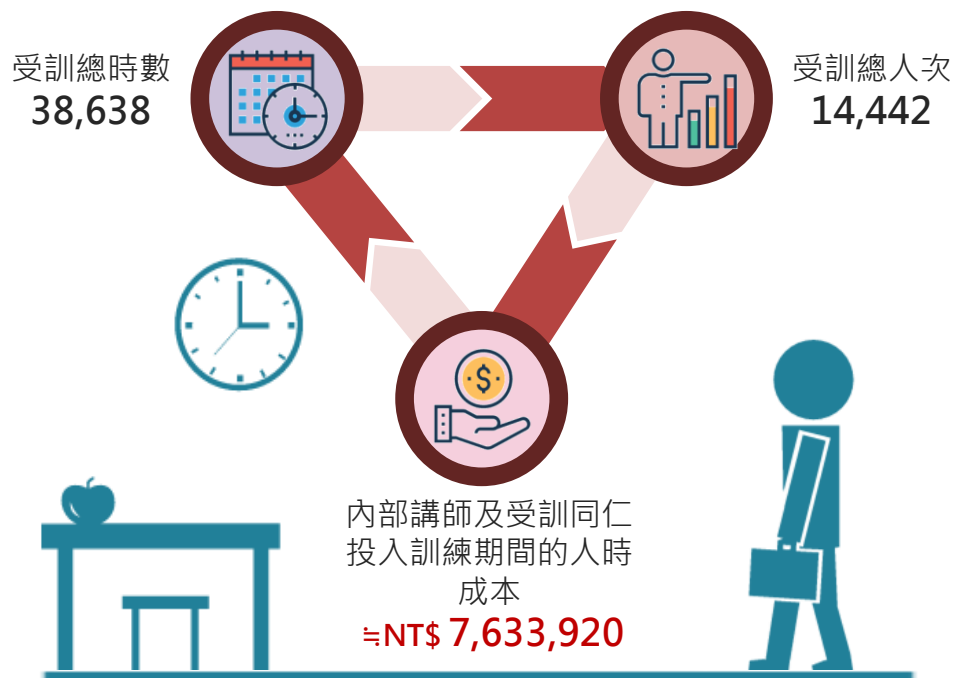 受訓總時數
38,638
受訓總人次
14,442
內部講師及受訓同仁
投入訓練期間的人時
成本
≒NT$ 7,633,920